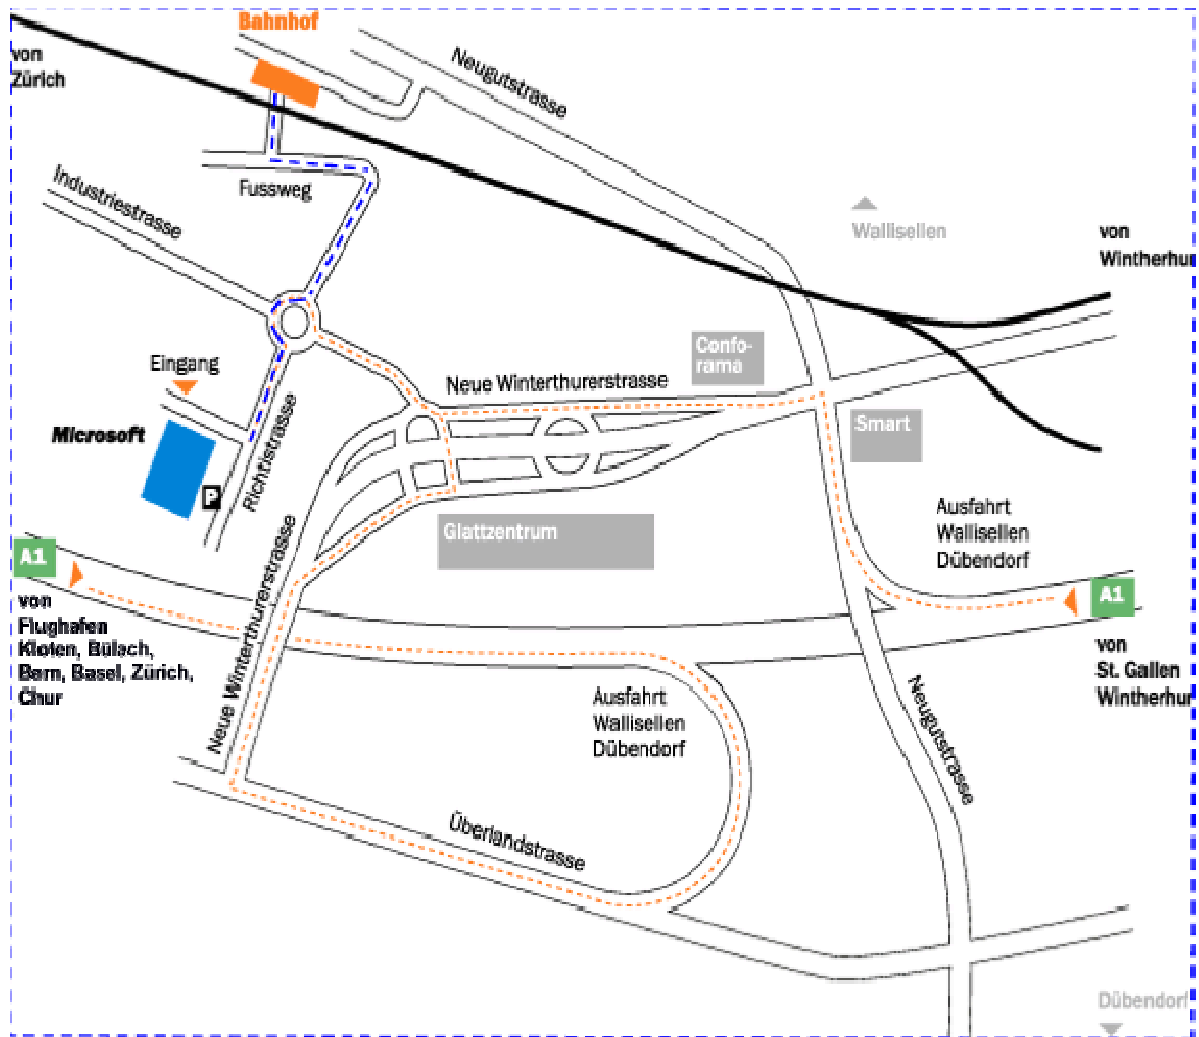 Bahnhof
von
Zürich
Neugutstrasse
Industriestrasse
Fussweg
Wallisellen
von
Wintherhur
Eingang
Confo-
rama
Neue Winterthurerstrasse
Microsoft
Richtistrasse
P
Smart
Glattzentrum
Ausfahrt
Wallisellen
Dübendorf
A1
von
Flughafen
Kloten, Bülach,
Bern, Basel, Zürich,
Chur
Neue Winterthurerstrasse
A1
von
St. Gallen
Wintherhur
Ausfahrt
Wallisellen
Dübendorf
Neugutstrasse
Überlandstrasse
Dübendorf